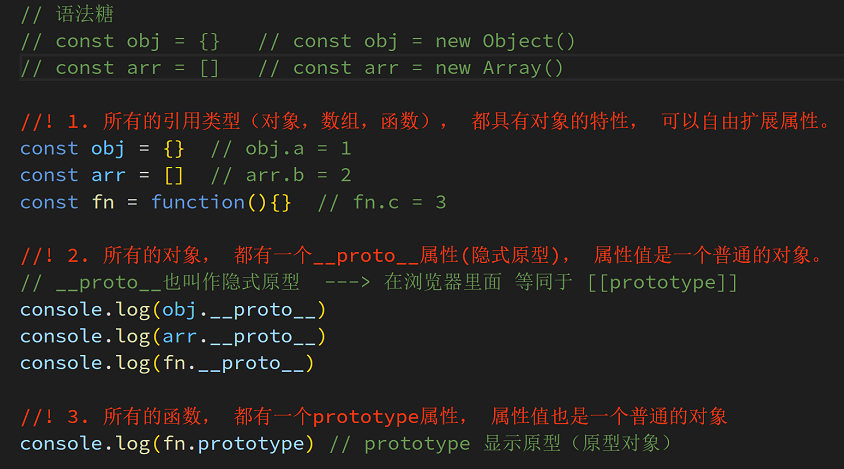 // 语法糖
// const obj = {}   // const obj = new Object()
// const arr = []   // const arr = new Array()
//! 1. 所有的引用类型（对象，数组，函数）， 都具有对象的特性， 可以自由扩展属性。
const obj = {}  // obj.a = 1
const arr = []  // arr.b = 2
const fn = function(){}  // fn.c = 3
//! 2. 所有的对象， 都有一个__proto__属性(隐式原型)， 属性值是一个普通的对象。
// __proto__也叫作隐式原型  ---> 在浏览器里面 等同于 [[prototype]]
console.log(obj.__proto__)
console.log(arr.__proto__)
console.log(fn.__proto__)
//! 3. 所有的函数， 都有一个prototype属性， 属性值也是一个普通的对象
console.log(fn.prototype) // prototype 显示原型（原型对象）